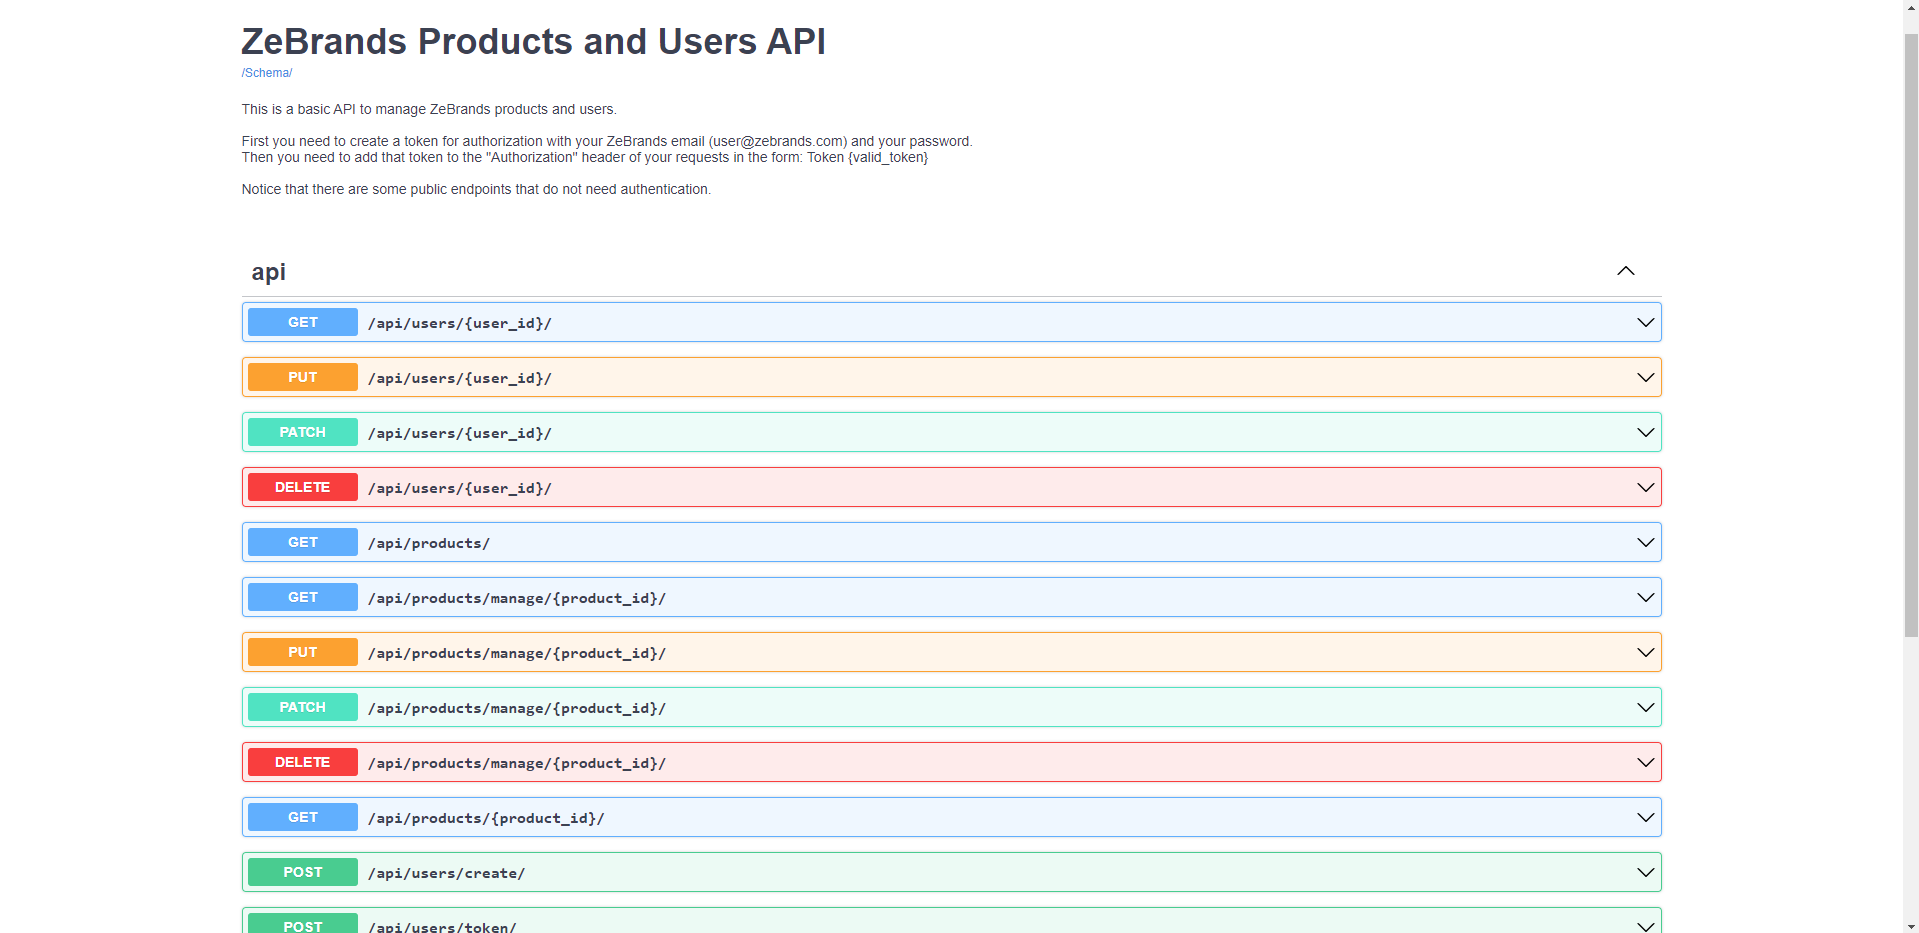 ZeBrands Products and Users API
/Schema/
This is a basic API to manage ZeBrands products and users.
First you need to create a token for authorization with your ZeBrands email (user@zebrands.com) and your password.
Then you need to add that token to the "Authorization" header of your requests in the form: Token {valid_token}
Notice that there are some public endpoints that do not need authentication.
api
GET /api/users/{user_id}/
PUT /api/users/{user_id}/
PATCH /api/users/{user_id}/
DELETE /api/users/{user_id}/
GET /api/products/
GET /api/products/manage/{product_id}/
PUT /api/products/manage/{product_id}/
PATCH /api/products/manage/{product_id}/
DELETE /api/products/manage/{product_id}/
GET /api/products/{product_id}/
POST /api/users/create/
POST /api/users/token/